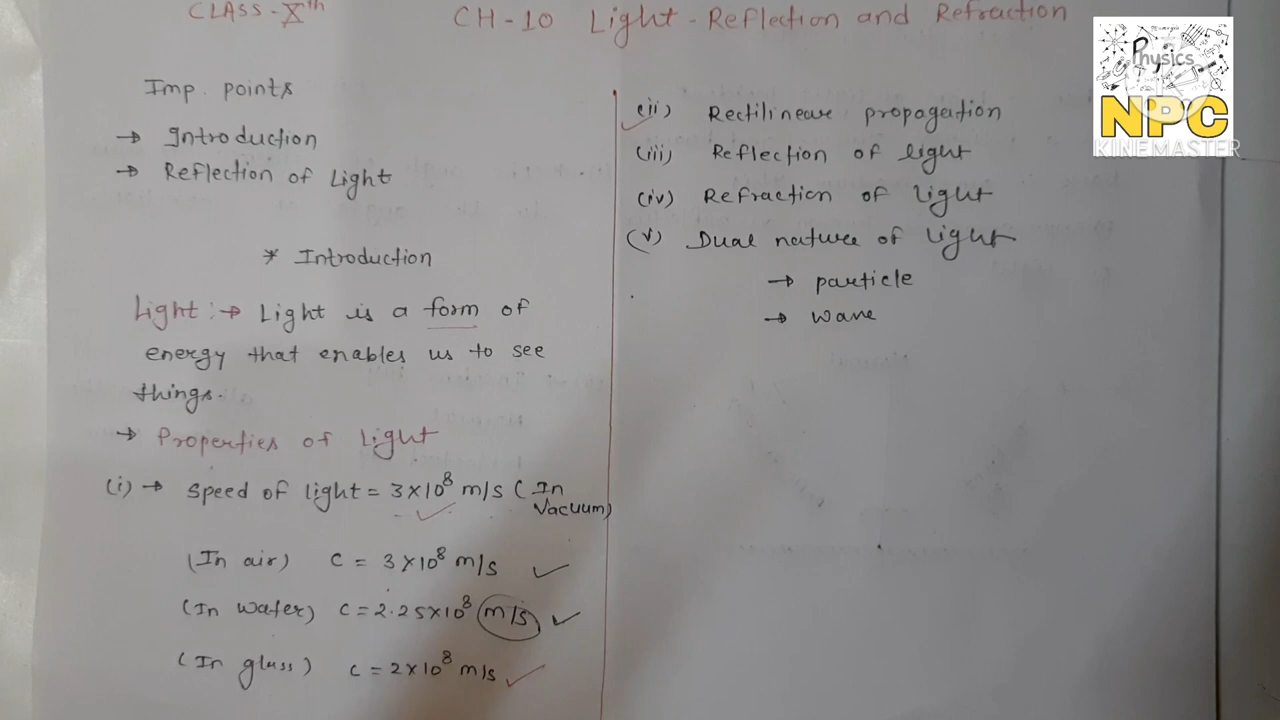 CLASS-Xth
CH-10 Light-Reflection and Refraction
Imp. points
→ Introduction
→ Reflection of Light
* Introduction
Light :→ Light is a form of
energy that enables us to see
things.
→ Properties of Light
(i) → Speed of light = 3×10⁸ m/s (In
Vacuum)
(In air) C = 3×10⁸ m/s ✓
(In water) C = 2.25×10⁸ m/s ✓
(In glass) C = 2×10⁸ m/s ✓
(ii) Rectilinear propagation
(iii) Reflection of light
(iv) Refraction of light
(v) Dual nature of light
→ particle
→ wave
Physics
NPC
KINEMASTER